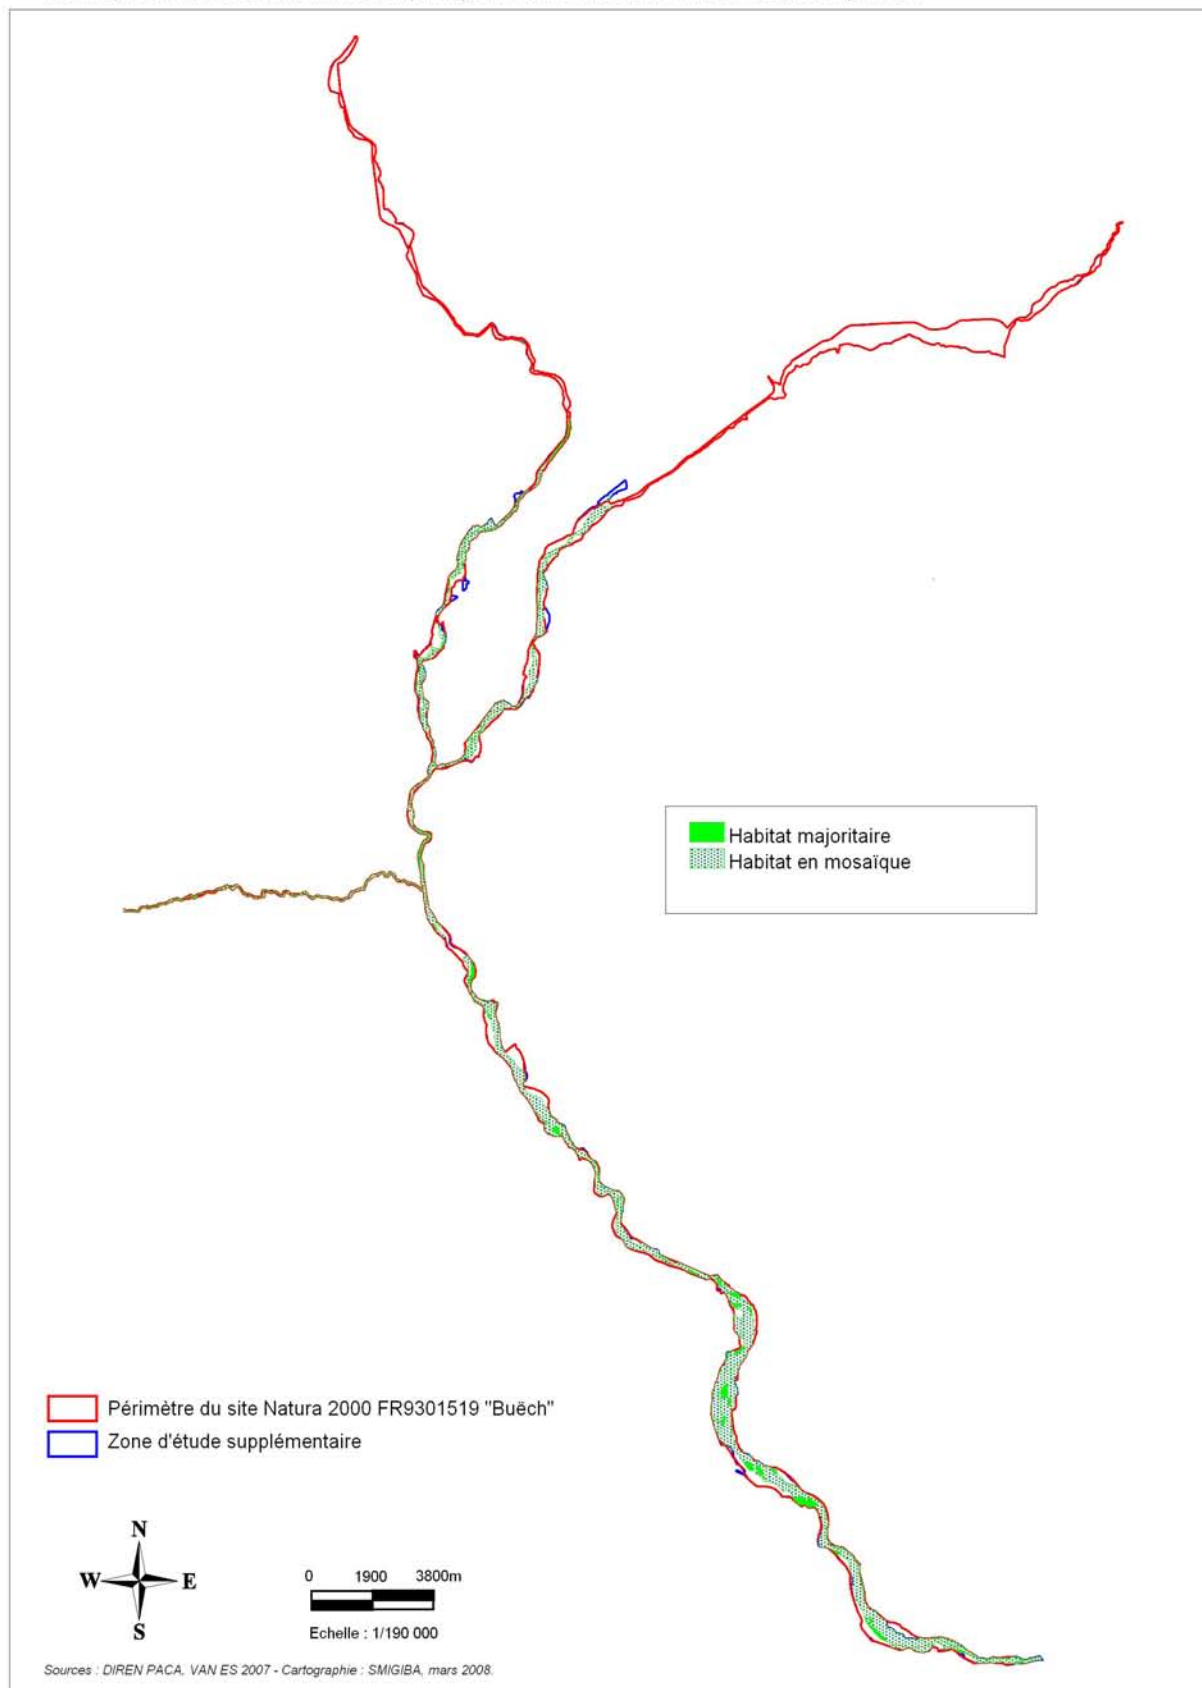 Habitat majoritaire
Habitat en mosaïque
Périmètre du site Natura 2000 FR9301519 "Buëch"
Zone d'étude supplémentaire
N
W E
S
0 1900 3800m
Echelle : 1/190 000
Sources : DIREN PACA, VAN ES 2007 - Cartographie : SMIGIBA, mars 2008.